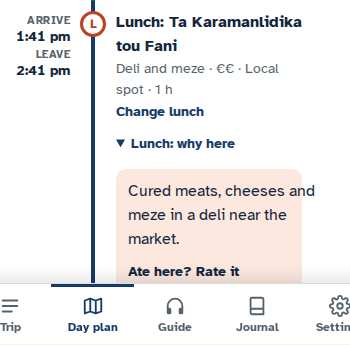 ARRIVE
1:41 pm
LEAVE
2:41 pm
L
Lunch: Ta Karamanlidika
tou Fani
Deli and meze · €€ · Local
spot · 1 h
Change lunch
▼ Lunch: why here
Cured meats, cheeses and
meze in a deli near the
market.
Ate here? Rate it
Trip
Day plan
Guide
Journal
Settin